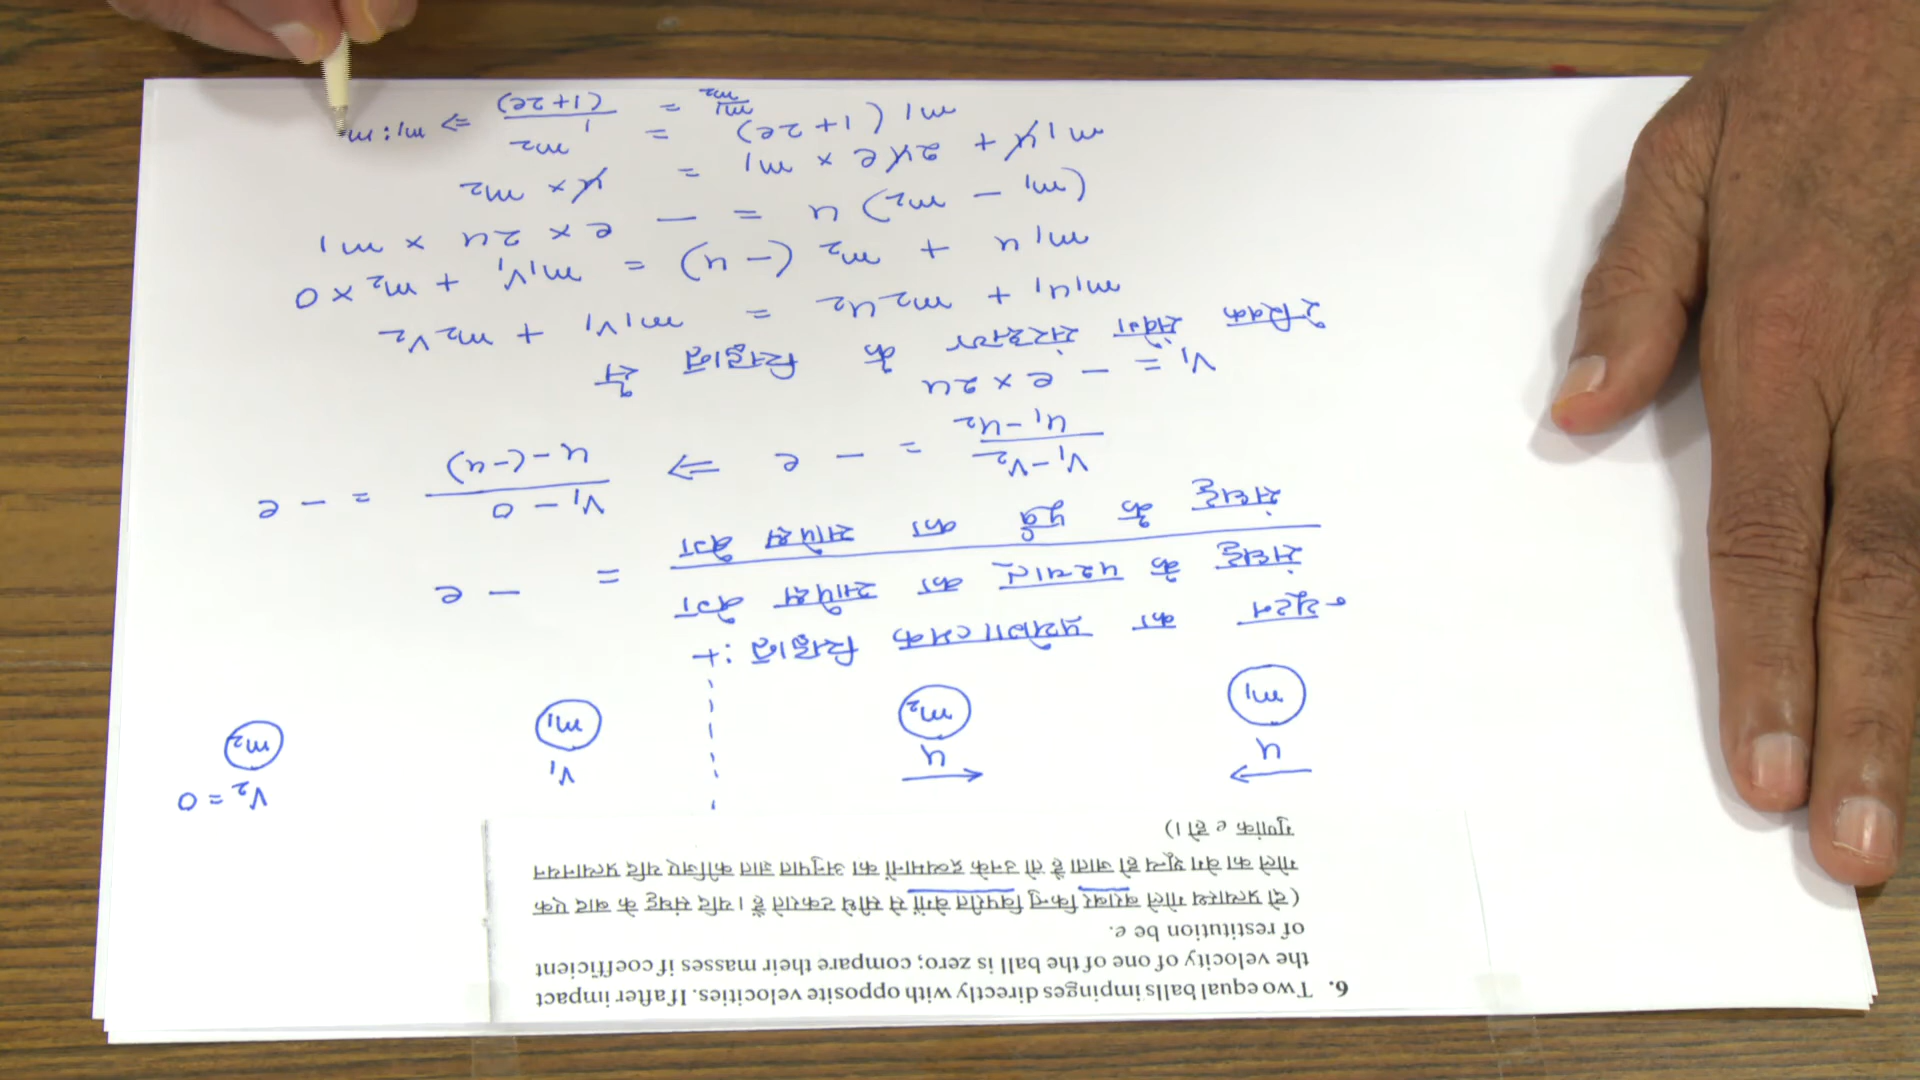 6. Two equal balls impinges directly with opposite velocities. If after impact
the velocity of one of the ball is zero; compare their masses if coefficient
of restitution be e.
(दो प्रत्यास्थ गोले बराबर किन्तु विपरीत वेगों से सीधे टकराते हैं। यदि संघट्ट के बाद एक
गोले का वेग शून्य हो जाता है तो उनके द्रव्यमानों का अनुपात ज्ञात कीजिए यदि प्रत्यानयन
गुणांक e हो।)
u u v₁ v₂ = 0
m₁ m₂ m₁ m₂
न्यूटन का प्रयोगात्मक सिद्धान्त :+
संघट्ट के पश्चात् का सापेक्ष वेग / संघट्ट के पूर्व का सापेक्ष वेग = - e
(v₁ - v₂)/(u₁ - u₂) = - e ⇒ (v₁ - 0)/(u - (-u)) = - e
v₁ = - e × 2u
रेखिक संवेग संरक्षण के सिद्धान्त से
m₁u₁ + m₂u₂ = m₁v₁ + m₂v₂
m₁u + m₂(-u) = m₁v₁ + m₂ × 0
(m₁ - m₂) u = - e × 2u × m₁
m₁u + 2ue × m₁ = u × m₂
m₁(1+2e) = m₂
m₁/m₂ = 1/(1+2e) ⇒ m₁ : m